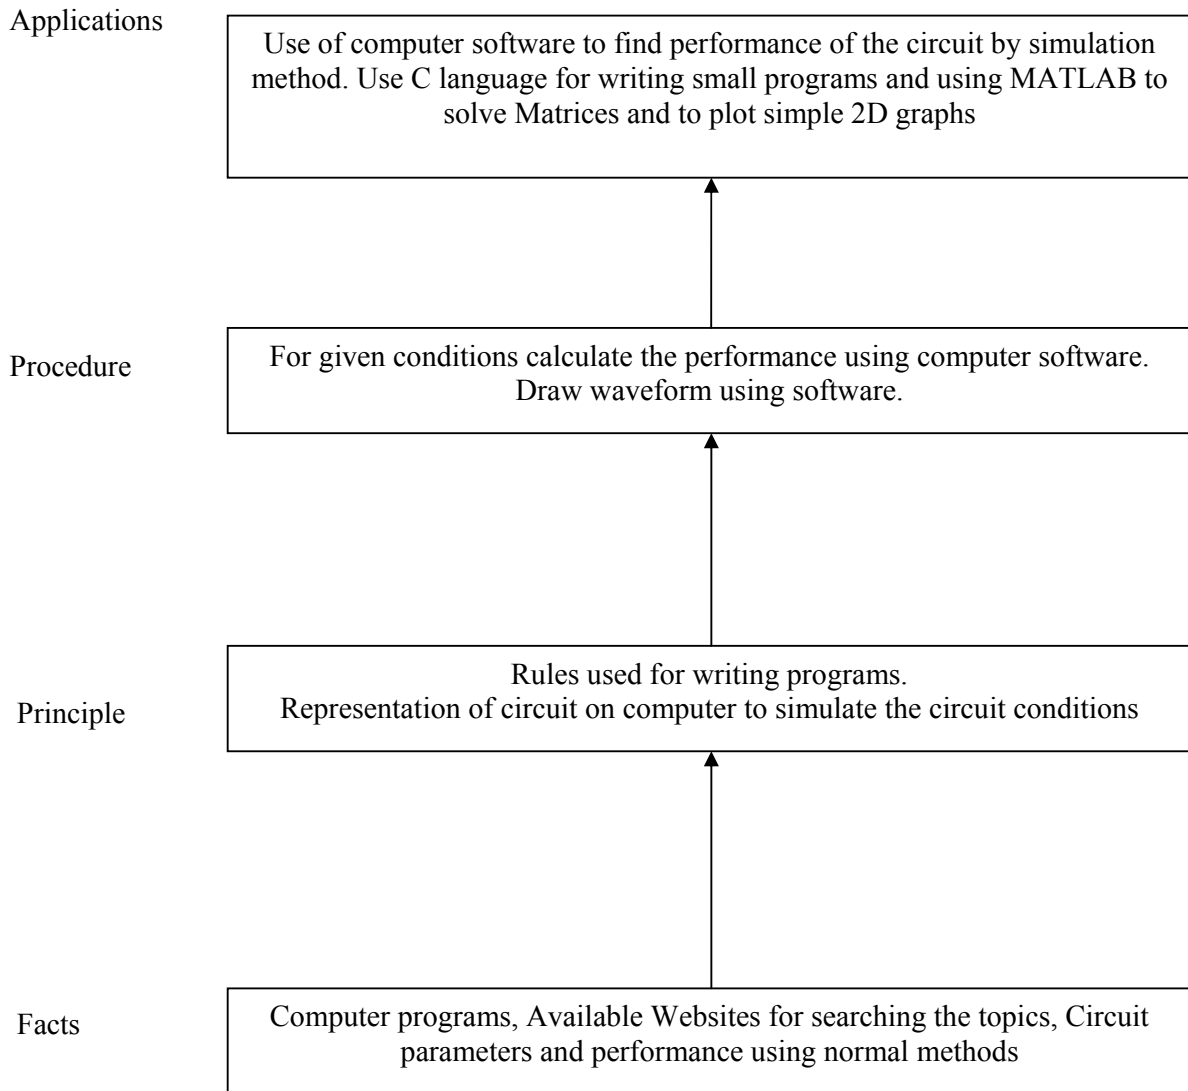 Applications
Use of computer software to find performance of the circuit by simulation
method. Use C language for writing small programs and using MATLAB to
solve Matrices and to plot simple 2D graphs
Procedure
For given conditions calculate the performance using computer software.
Draw waveform using software.
Principle
Rules used for writing programs.
Representation of circuit on computer to simulate the circuit conditions
Facts
Computer programs, Available Websites for searching the topics, Circuit
parameters and performance using normal methods